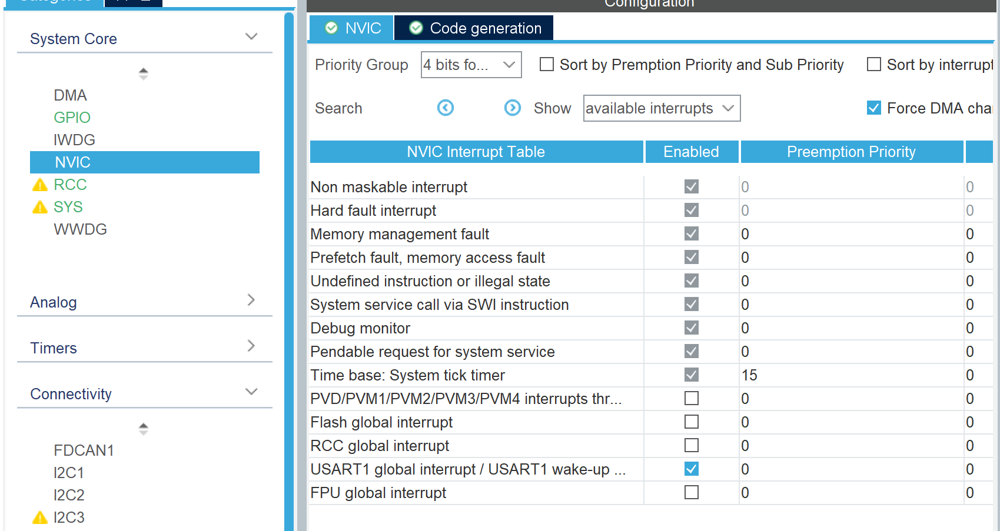 Categories
Configuration
NVIC
Code generation
System Core
Priority Group
4 bits fo...
Sort by Premption Priority and Sub Priority
Sort by interrupt
Search
Show
available interrupts
Force DMA cha
DMA
GPIO
IWDG
NVIC
RCC
SYS
WWDG
Analog
Timers
Connectivity
FDCAN1
I2C1
I2C2
I2C3
NVIC Interrupt Table Enabled Preemption Priority
Non maskable interrupt 0 0
Hard fault interrupt 0 0
Memory management fault 0 0
Prefetch fault, memory access fault 0 0
Undefined instruction or illegal state 0 0
System service call via SWI instruction 0 0
Debug monitor 0 0
Pendable request for system service 0 0
Time base: System tick timer 15 0
PVD/PVM1/PVM2/PVM3/PVM4 interrupts thr... 0 0
Flash global interrupt 0 0
RCC global interrupt 0 0
USART1 global interrupt / USART1 wake-up ... 0 0
FPU global interrupt 0 0